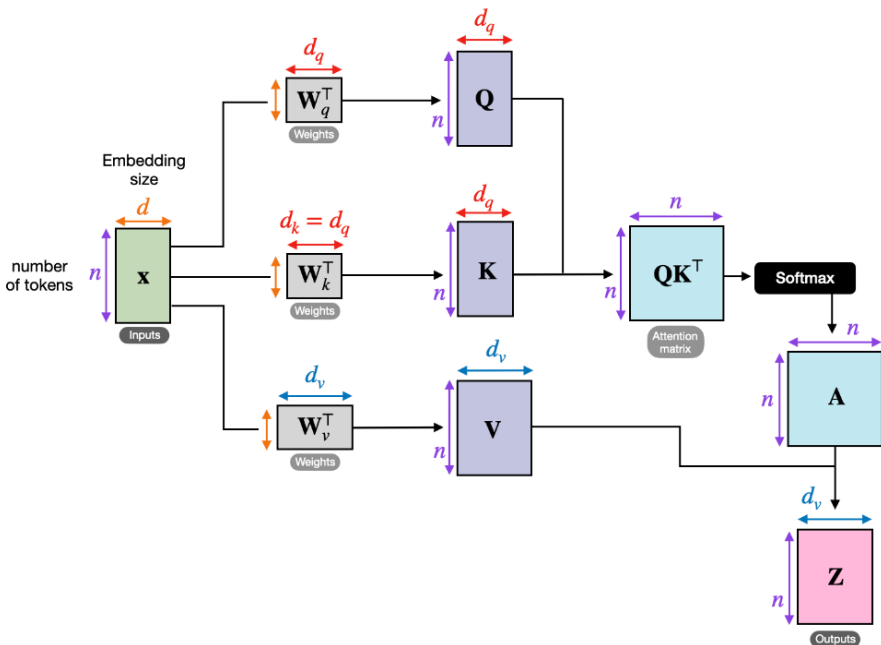 d_q
W_q^⊤
Weights
d_q
n
Q
Embedding
size
d
number
of tokens
n
x
Inputs
d_k = d_q
W_k^⊤
Weights
d_q
n
K
n
n
QK^⊤
Attention
matrix
Softmax
d_v
W_v^⊤
Weights
d_v
n
V
n
n
A
d_v
n
Z
Outputs